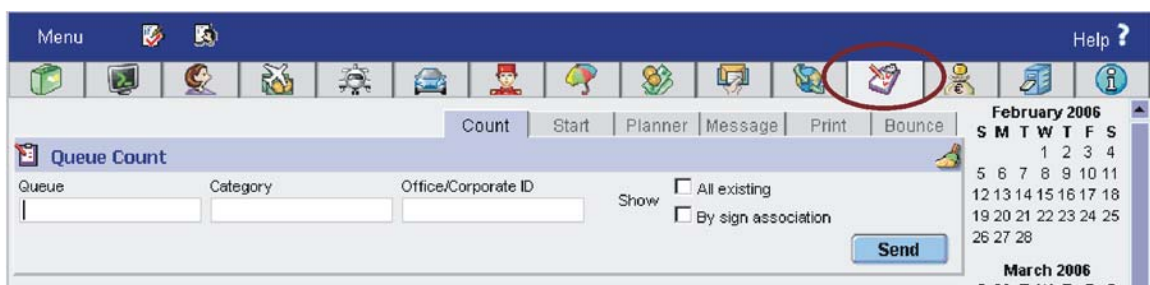 Menu
Help ?
Count Start Planner Message Print Bounce
Queue Count
Queue Category Office/Corporate ID
Show
All existing
By sign association
Send
February 2006
S M T W T F S
1 2 3 4
5 6 7 8 9 10 11
12 13 14 15 16 17 18
19 20 21 22 23 24 25
26 27 28
March 2006